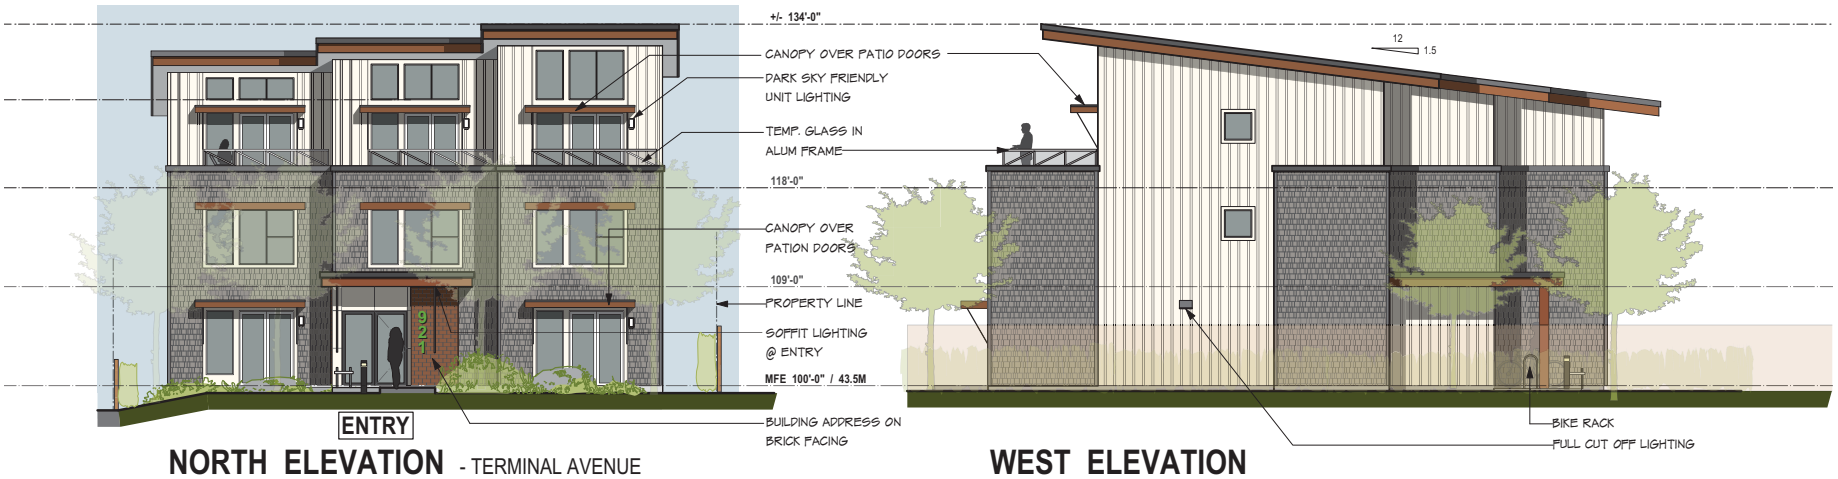 +/- 134'-0"
CANOPY OVER PATIO DOORS
DARK SKY FRIENDLY
UNIT LIGHTING
TEMP. GLASS IN
ALUM FRAME
118'-0"
CANOPY OVER
PATION DOORS
109'-0"
PROPERTY LINE
SOFFIT LIGHTING
@ ENTRY
MFE 100'-0" / 43.5M
BUILDING ADDRESS ON
BRICK FACING
921
ENTRY
NORTH ELEVATION - TERMINAL AVENUE
12
1.5
BIKE RACK
FULL CUT OFF LIGHTING
WEST ELEVATION